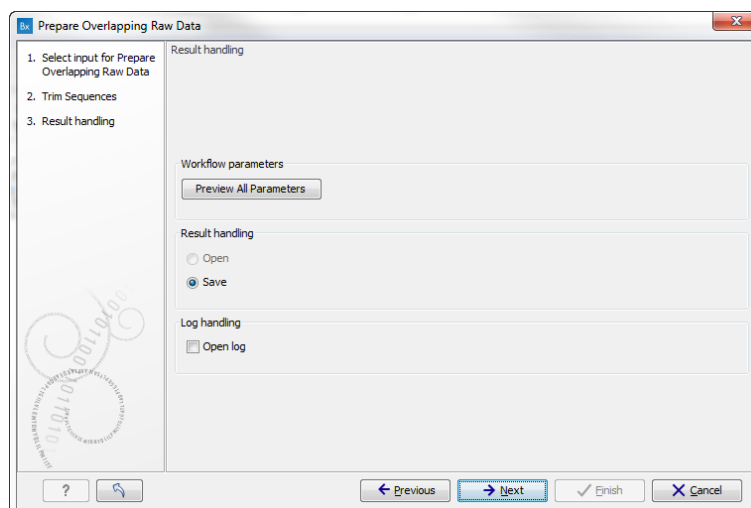 Bx Prepare Overlapping Raw Data
1. Select input for Prepare
Overlapping Raw Data
2. Trim Sequences
3. Result handling
Result handling
Workflow parameters
Preview All Parameters
Result handling
Open
Save
Log handling
Open log
? Previous Next Finish Cancel